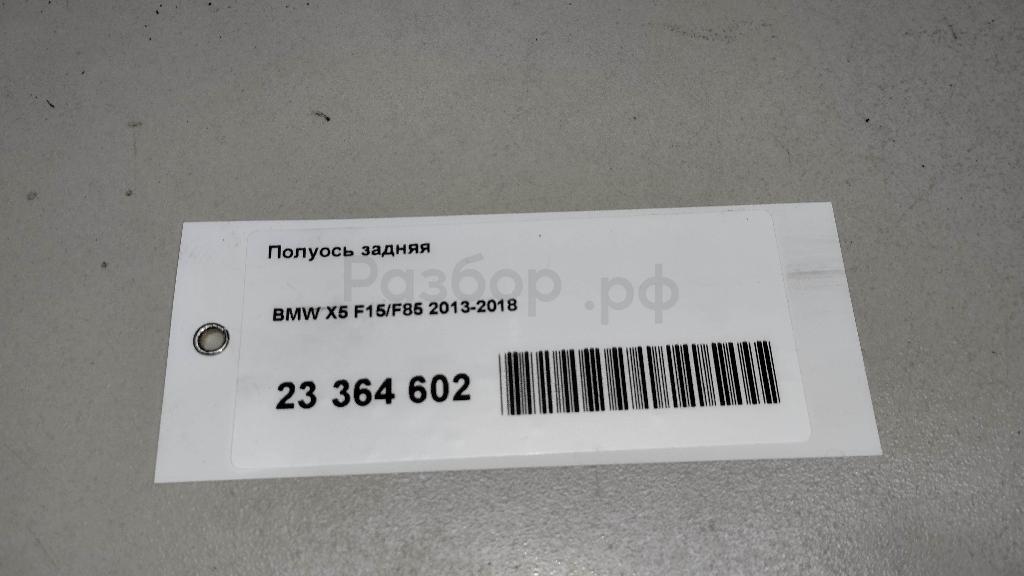 Полуось задняя
Разбор.рф
BMW X5 F15/F85 2013-2018
23 364 602